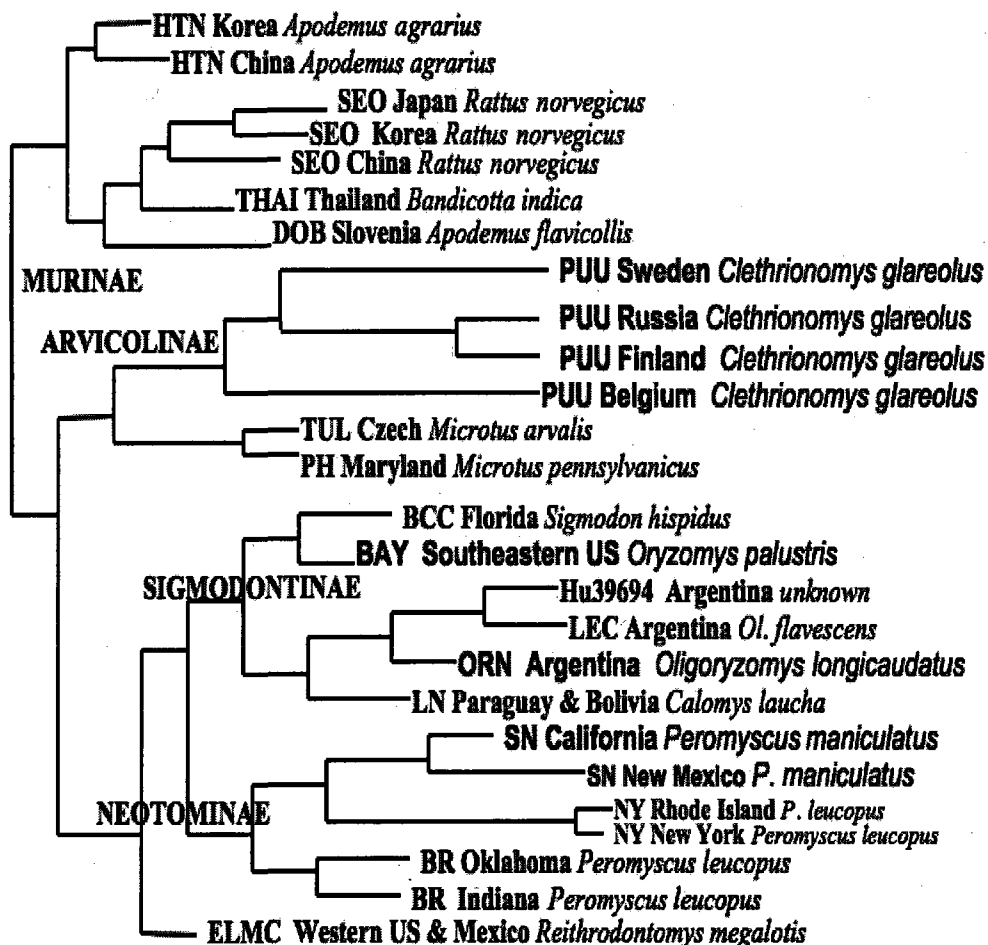 HTN Korea Apodemus agrarius
HTN China Apodemus agrarius
SEO Japan Rattus norvegicus
SEO Korea Rattus norvegicus
SEO China Rattus norvegicus
THAI Thailand Bandicotta indica
DOB Slovenia Apodemus flavicollis
MURINAE
PUU Sweden Clethrionomys glareolus
PUU Russia Clethrionomys glareolus
ARVICOLINAE
PUU Finland Clethrionomys glareolus
PUU Belgium Clethrionomys glareolus
TUL Czech Microtus arvalis
PH Maryland Microtus pennsylvanicus
BCC Florida Sigmodon hispidus
BAY Southeastern US Oryzomys palustris
SIGMODONTINAE
Hu39694 Argentina unknown
LEC Argentina Ol. flavescens
ORN Argentina Oligoryzomys longicaudatus
LN Paraguay & Bolivia Calomys laucha
SN California Peromyscus maniculatus
SN New Mexico P. maniculatus
NEOTOMINAE
NY Rhode Island P. leucopus
NY New York Peromyscus leucopus
BR Oklahoma Peromyscus leucopus
BR Indiana Peromyscus leucopus
ELMC Western US & Mexico Reithrodontomys megalotis